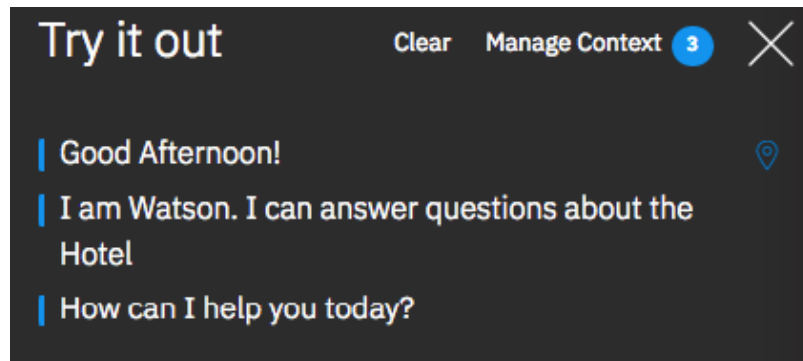 Try it out Clear Manage Context 3
Good Afternoon!
I am Watson. I can answer questions about the
Hotel
How can I help you today?